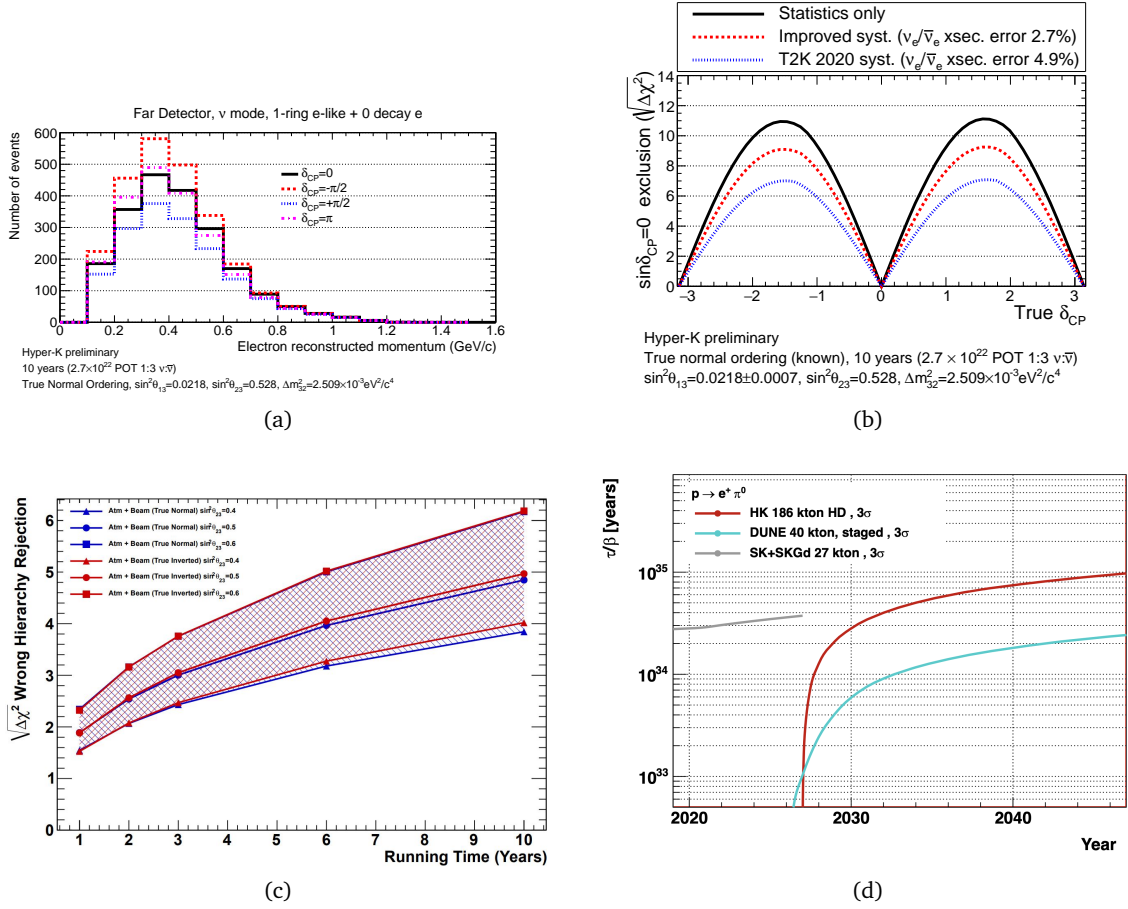 Far Detector, ν mode, 1-ring e-like + 0 decay e
Number of events
600
500
400
300
200
100
0
δCP=0
δCP=-π/2
δCP=+π/2
δCP=π
0 0.2 0.4 0.6 0.8 1 1.2 1.4 1.6
Electron reconstructed momentum (GeV/c)
Hyper-K preliminary
10 years (2.7×10²² POT 1:3 ν:ν̅)
True Normal Ordering, sin²θ13=0.0218, sin²θ23=0.528, Δm²32=2.509×10⁻³eV²/c⁴
(a)
Statistics only
Improved syst. (νe/ν̅e xsec. error 2.7%)
T2K 2020 syst. (νe/ν̅e xsec. error 4.9%)
sinδCP=0 exclusion (√Δχ²)
14
12
10
8
6
4
2
0
−3 −2 −1 0 1 2 3
True δCP
Hyper-K preliminary
True normal ordering (known), 10 years (2.7 × 10²² POT 1:3 ν:ν̅)
sin²θ13=0.0218±0.0007, sin²θ23=0.528, Δm²32=2.509×10⁻³eV²/c⁴
(b)
√Δχ² Wrong Hierarchy Rejection
6
5
4
3
2
1
0
Atm + Beam (True Normal) sin²θ23=0.4
Atm + Beam (True Normal) sin²θ23=0.5
Atm + Beam (True Normal) sin²θ23=0.6
Atm + Beam (True Inverted) sin²θ23=0.4
Atm + Beam (True Inverted) sin²θ23=0.5
Atm + Beam (True Inverted) sin²θ23=0.6
1 2 3 4 5 6 7 8 9 10
Running Time (Years)
(c)
τ/β [years]
p → e⁺ π⁰
HK 186 kton HD , 3σ
DUNE 40 kton, staged , 3σ
SK+SKGd 27 kton , 3σ
10³⁵
10³⁴
10³³
2020 2030 2040
Year
(d)